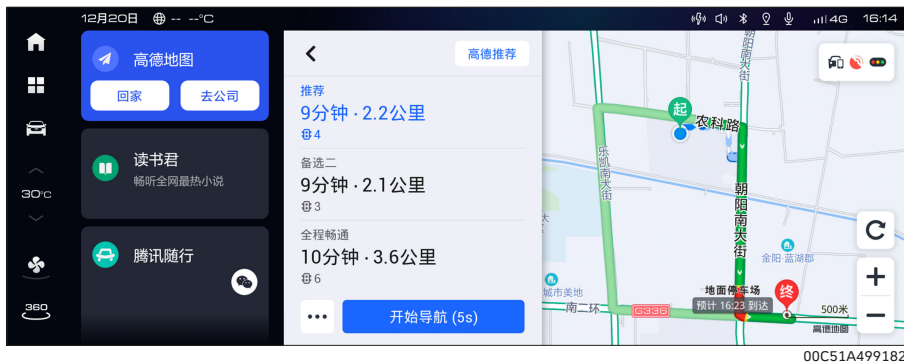 12月20日 -- --°C
4G 16:14
高德地图
回家 去公司
读书君
畅听全网最热小说
30°C
腾讯随行
360
高德推荐
推荐
9分钟 · 2.2公里
4
备选二
9分钟 · 2.1公里
3
全程畅通
10分钟 · 3.6公里
6
开始导航 (5s)
朝阳南大街
起
农科路
乐凯南大街
朝阳南大街
金阳·蓝湖郡
城市美地
地面停车场
终
预计 16:23 到达
南二环
G336
500米
高德地图
00C51A499182